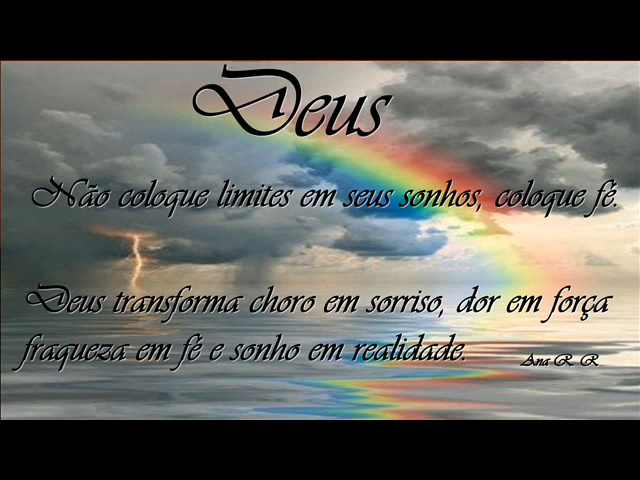 Deus
Não coloque limites em seus sonhos, coloque fé.
Deus transforma choro em sorriso, dor em força
fraqueza em fé e sonho em realidade.
Ana R. R